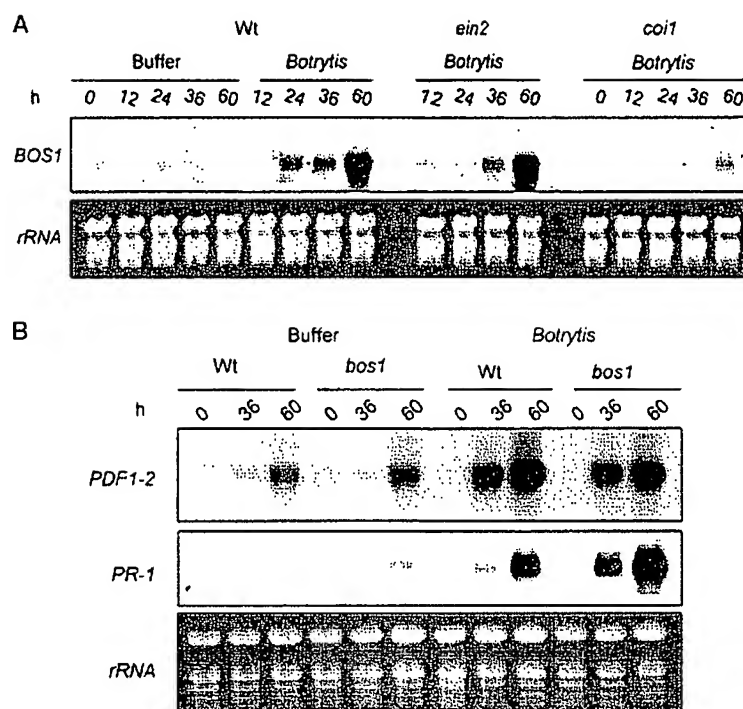 A
Wt ein2 coi1
Buffer Botrytis Botrytis Botrytis
h 0 12 24 36 60 12 24 36 60 12 24 36 60 0 12 24 36 60
BOS1
rRNA
B
Buffer Botrytis
Wt bos1 Wt bos1
h 0 36 60 0 36 60 0 36 60 0 36 60
PDF1-2
PR-1
rRNA